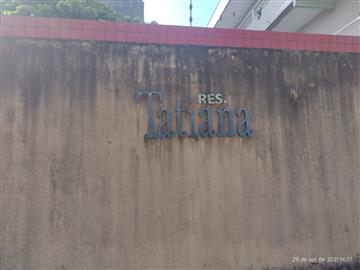 RES.
Tatiana
29 de set. de 2021 14:57